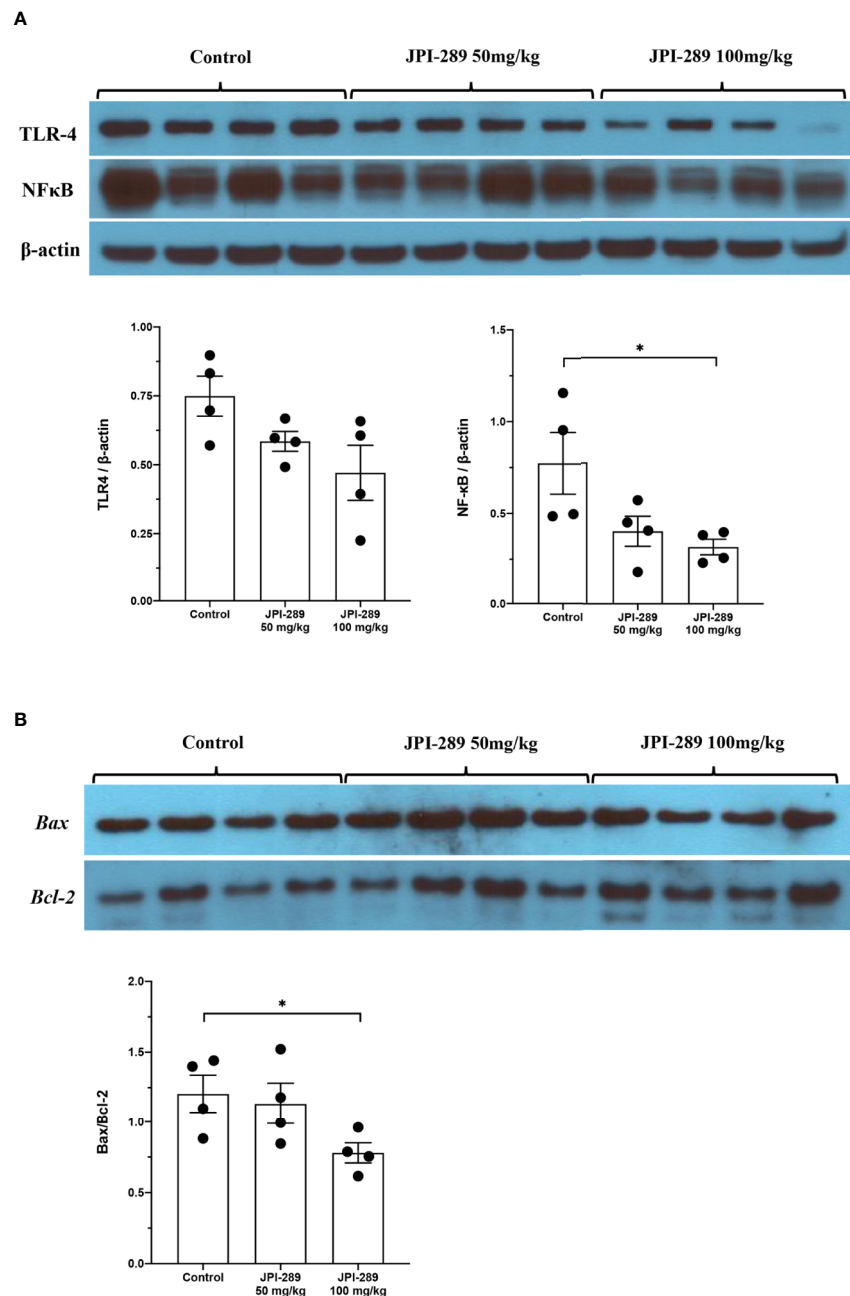 A
Control JPI-289 50mg/kg JPI-289 100mg/kg
TLR-4
NFκB
β-actin
TLR4 / β-actin
1.00
0.75
0.50
0.25
0.00
Control JPI-289 JPI-289
50 mg/kg 100 mg/kg
NF-κB / β-actin
1.5
1.0
0.5
0.0
*
Control JPI-289 JPI-289
50 mg/kg 100 mg/kg
B
Control JPI-289 50mg/kg JPI-289 100mg/kg
Bax
Bcl-2
Bax/Bcl-2
2.0
1.5
1.0
0.5
0.0
*
Control JPI-289 JPI-289
50 mg/kg 100 mg/kg